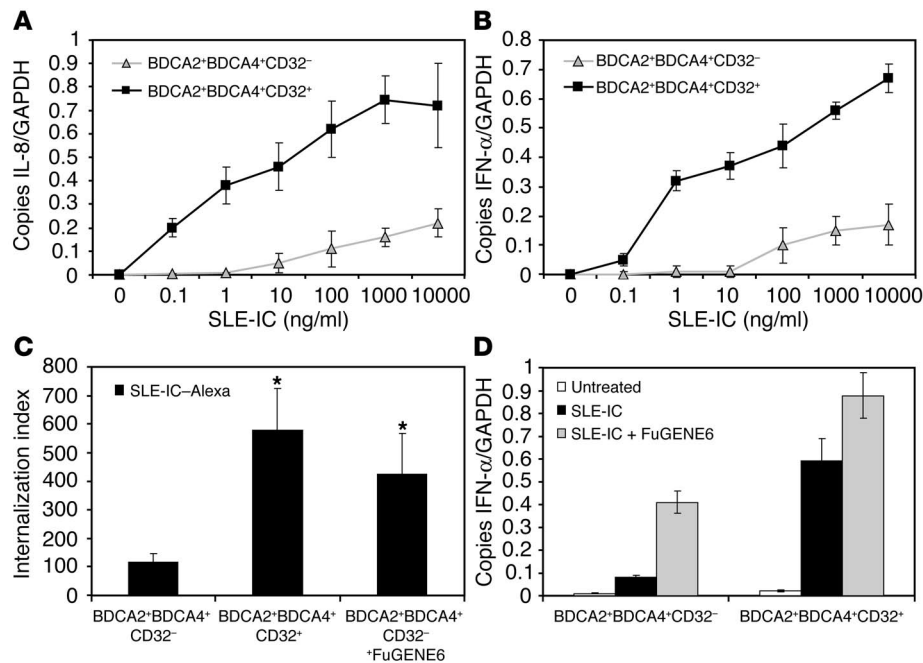 A
Copies IL-8/GAPDH
1
0.9
0.8
0.7
0.6
0.5
0.4
0.3
0.2
0.1
0
BDCA2⁺BDCA4⁺CD32⁻
BDCA2⁺BDCA4⁺CD32⁺
0 0.1 1 10 100 1000 10000
SLE-IC (ng/ml)
B
Copies IFN-α/GAPDH
0.8
0.7
0.6
0.5
0.4
0.3
0.2
0.1
0
BDCA2⁺BDCA4⁺CD32⁻
BDCA2⁺BDCA4⁺CD32⁺
0 0.1 1 10 100 1000 10000
SLE-IC (ng/ml)
C
Internalization index
800
700
600
500
400
300
200
100
0
SLE-IC–Alexa
*
*
BDCA2⁺BDCA4⁺
CD32⁻
BDCA2⁺BDCA4⁺
CD32⁺
BDCA2⁺BDCA4⁺
CD32⁻
+FuGENE6
D
Copies IFN-α/GAPDH
1
0.9
0.8
0.7
0.6
0.5
0.4
0.3
0.2
0.1
0
Untreated
SLE-IC
SLE-IC + FuGENE6
BDCA2⁺BDCA4⁺CD32⁻
BDCA2⁺BDCA4⁺CD32⁺